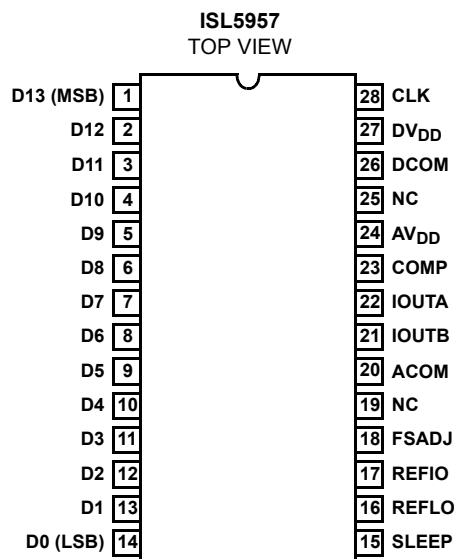 ISL5957
TOP VIEW
D13 (MSB) 1 28 CLK
D12 2 27 DVDD
D11 3 26 DCOM
D10 4 25 NC
D9 5 24 AVDD
D8 6 23 COMP
D7 7 22 IOUTA
D6 8 21 IOUTB
D5 9 20 ACOM
D4 10 19 NC
D3 11 18 FSADJ
D2 12 17 REFIO
D1 13 16 REFLO
D0 (LSB) 14 15 SLEEP